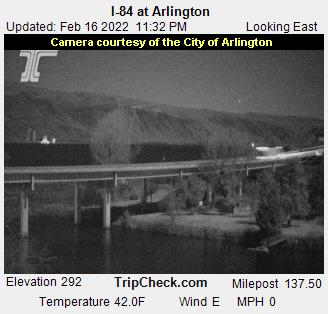 I-84 at Arlington
Updated: Feb 16 2022 11:32 PM Looking East
Camera courtesy of the City of Arlington
Elevation 292 TripCheck.com Milepost 137.50
Temperature 42.0F Wind E MPH 0